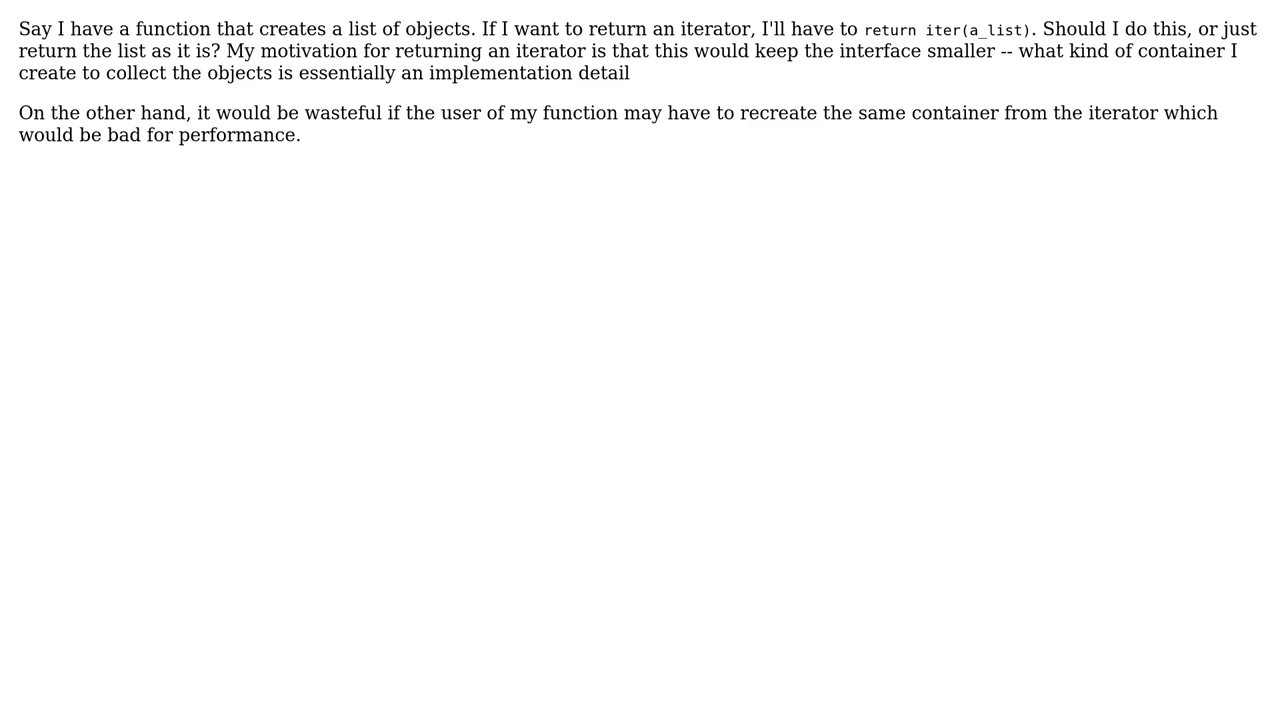 Say I have a function that creates a list of objects. If I want to return an iterator, I'll have to return iter(a_list). Should I do this, or just
return the list as it is? My motivation for returning an iterator is that this would keep the interface smaller -- what kind of container I
create to collect the objects is essentially an implementation detail
On the other hand, it would be wasteful if the user of my function may have to recreate the same container from the iterator which
would be bad for performance.